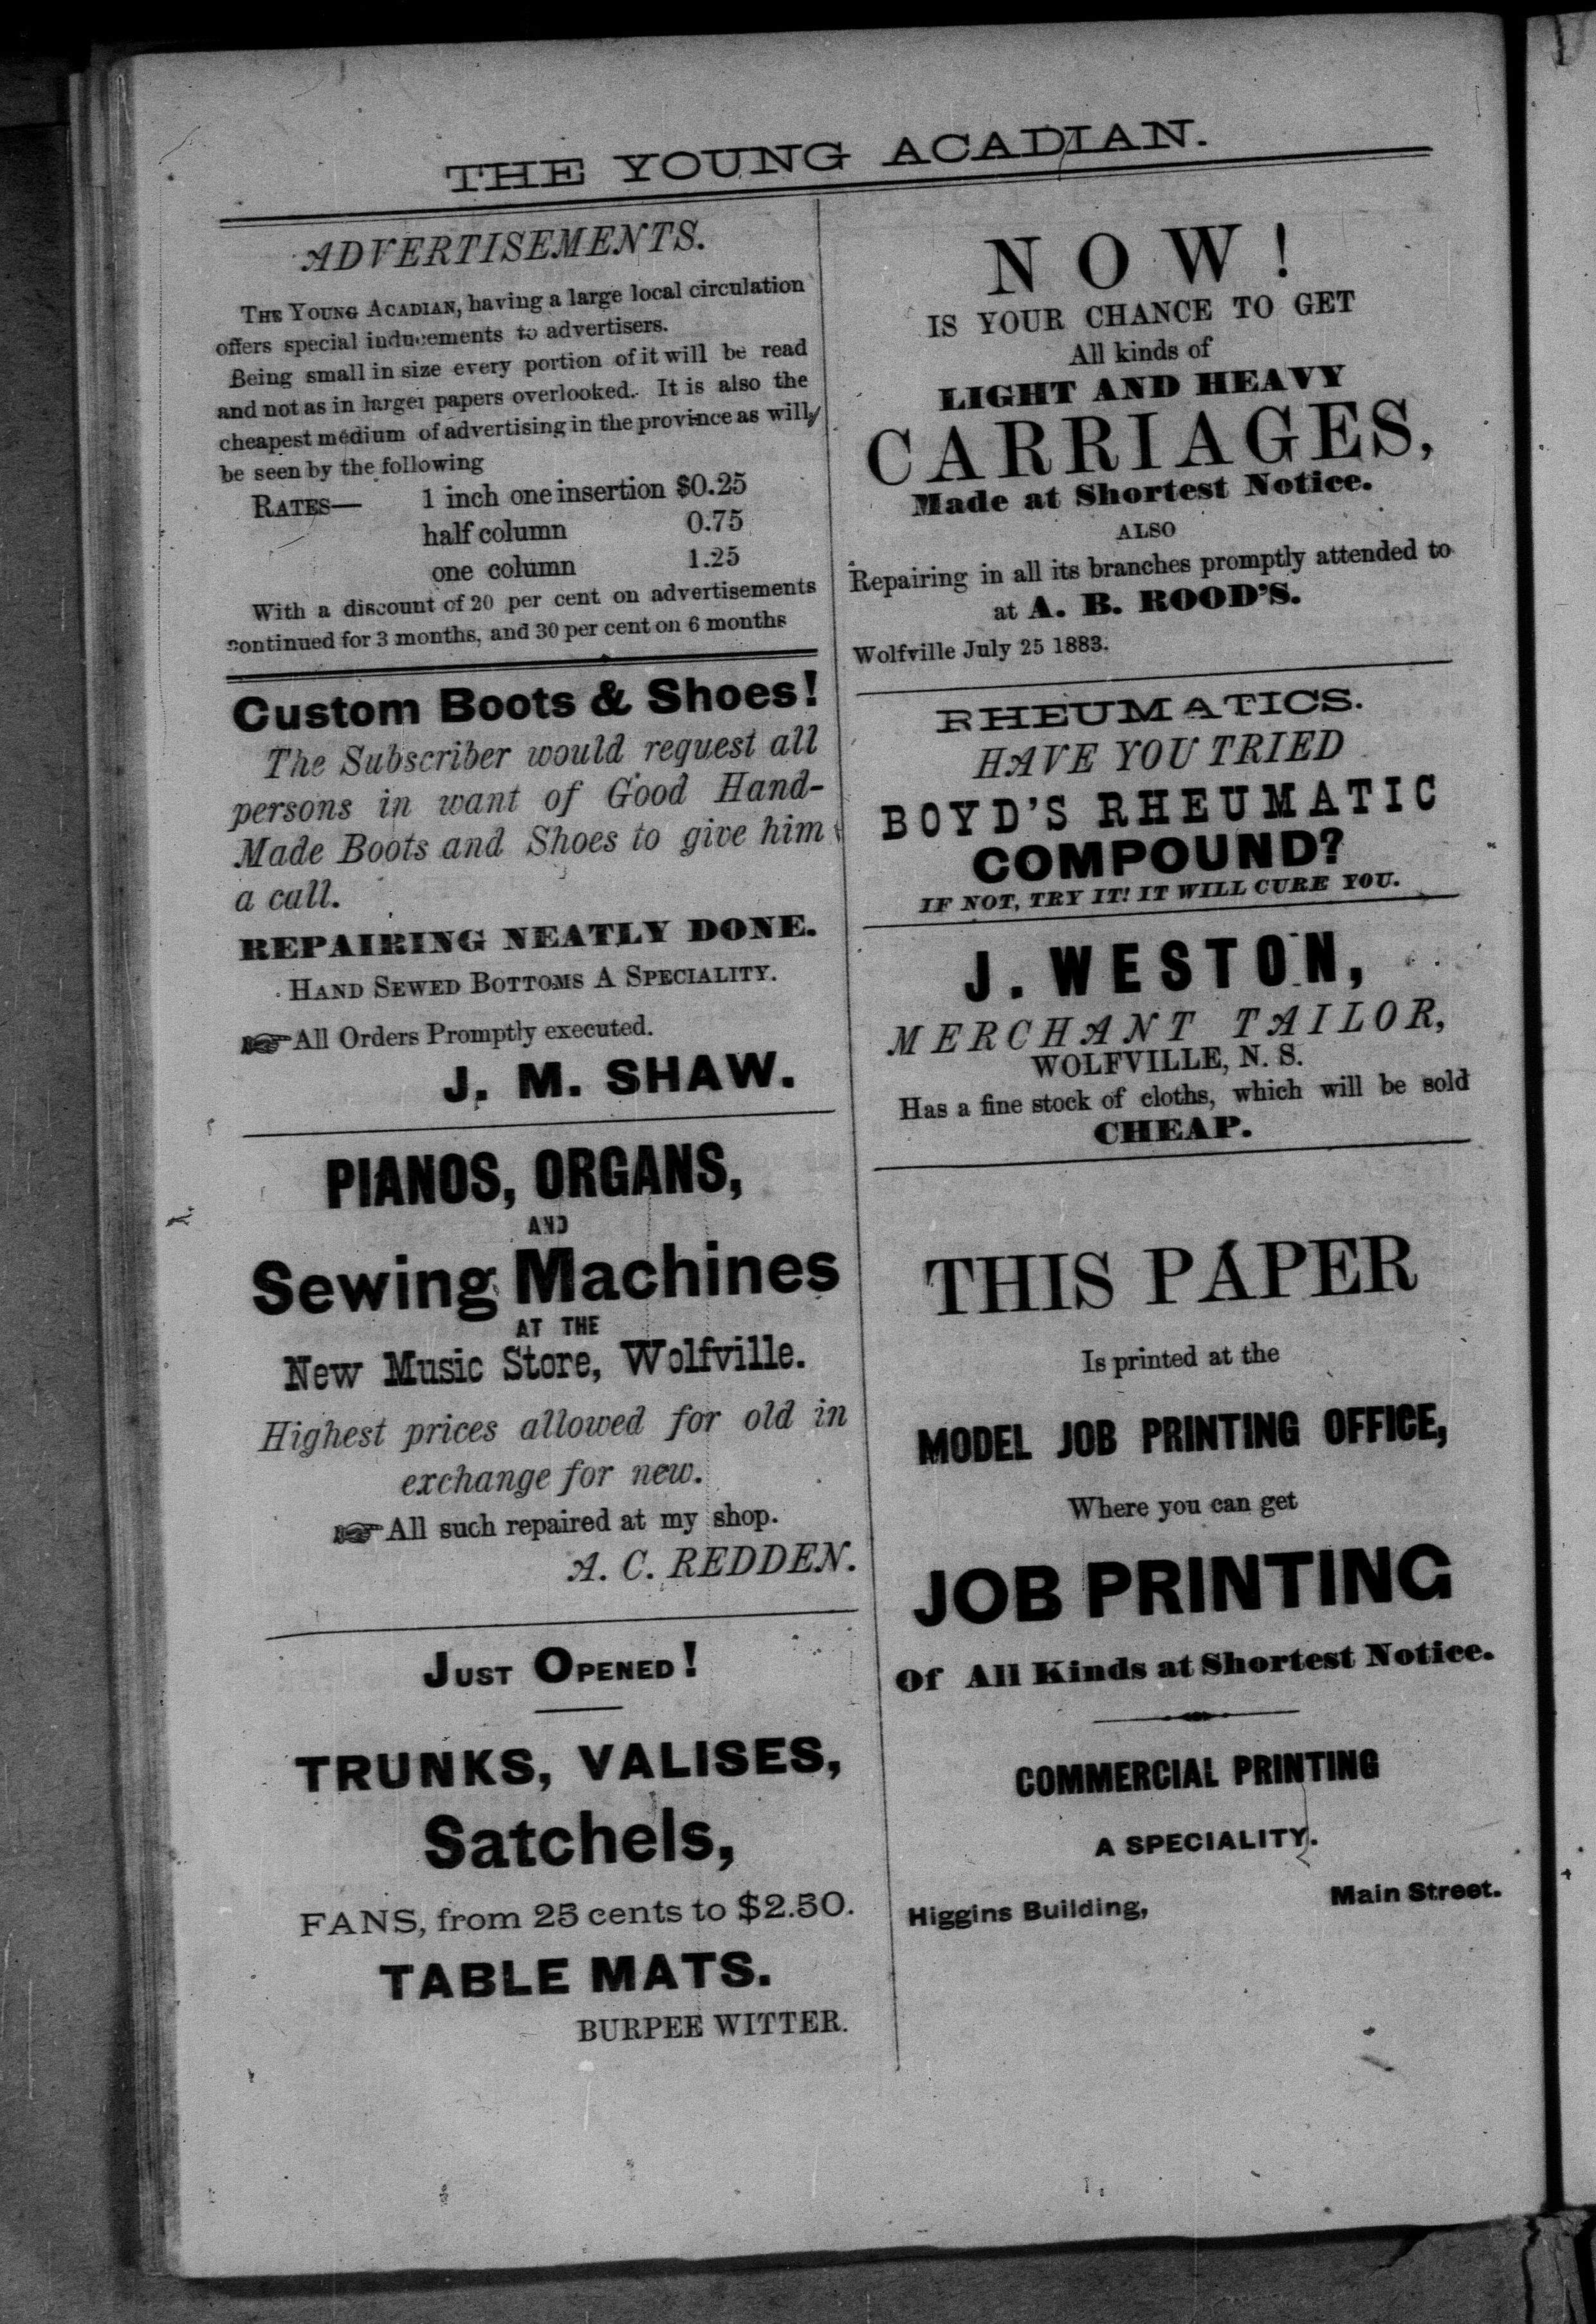 THE YOUNG ACADIAN.
ADVERTISEMENTS.
THE YOUNG ACADIAN, having a large local circulation
offers special inducements to advertisers.
Being small in size every portion of it will be read
and not as in larger papers overlooked. It is also the
cheapest medium of advertising in the province as will
be seen by the following
RATES— 1 inch one insertion $0.25
half column 0.75
one column 1.25
With a discount of 20 per cent on advertisements
continued for 3 months, and 30 per cent on 6 months
Custom Boots & Shoes!
The Subscriber would request all
persons in want of Good Hand-
Made Boots and Shoes to give him
a call.
REPAIRING NEATLY DONE.
HAND SEWED BOTTOMS A SPECIALITY.
☞All Orders Promptly executed.
J. M. SHAW.
PIANOS, ORGANS,
AND
Sewing Machines
AT THE
New Music Store, Wolfville.
Highest prices allowed for old in
exchange for new.
☞All such repaired at my shop.
A. C. REDDEN.
JUST OPENED!
TRUNKS, VALISES,
Satchels,
FANS, from 25 cents to $2.50.
TABLE MATS.
BURPEE WITTER.
NOW!
IS YOUR CHANCE TO GET
All kinds of
LIGHT AND HEAVY
CARRIAGES,
Made at Shortest Notice.
ALSO
Repairing in all its branches promptly attended to
at A. B. ROOD'S.
Wolfville July 25 1883.
RHEUMATICS.
HAVE YOU TRIED
BOYD'S RHEUMATIC
COMPOUND?
IF NOT, TRY IT! IT WILL CURE YOU.
J. WESTON,
MERCHANT TAILOR,
WOLFVILLE, N. S.
Has a fine stock of cloths, which will be sold
CHEAP.
THIS PAPER
Is printed at the
MODEL JOB PRINTING OFFICE,
Where you can get
JOB PRINTING
Of All Kinds at Shortest Notice.
COMMERCIAL PRINTING
A SPECIALITY.
Higgins Building, Main Street.